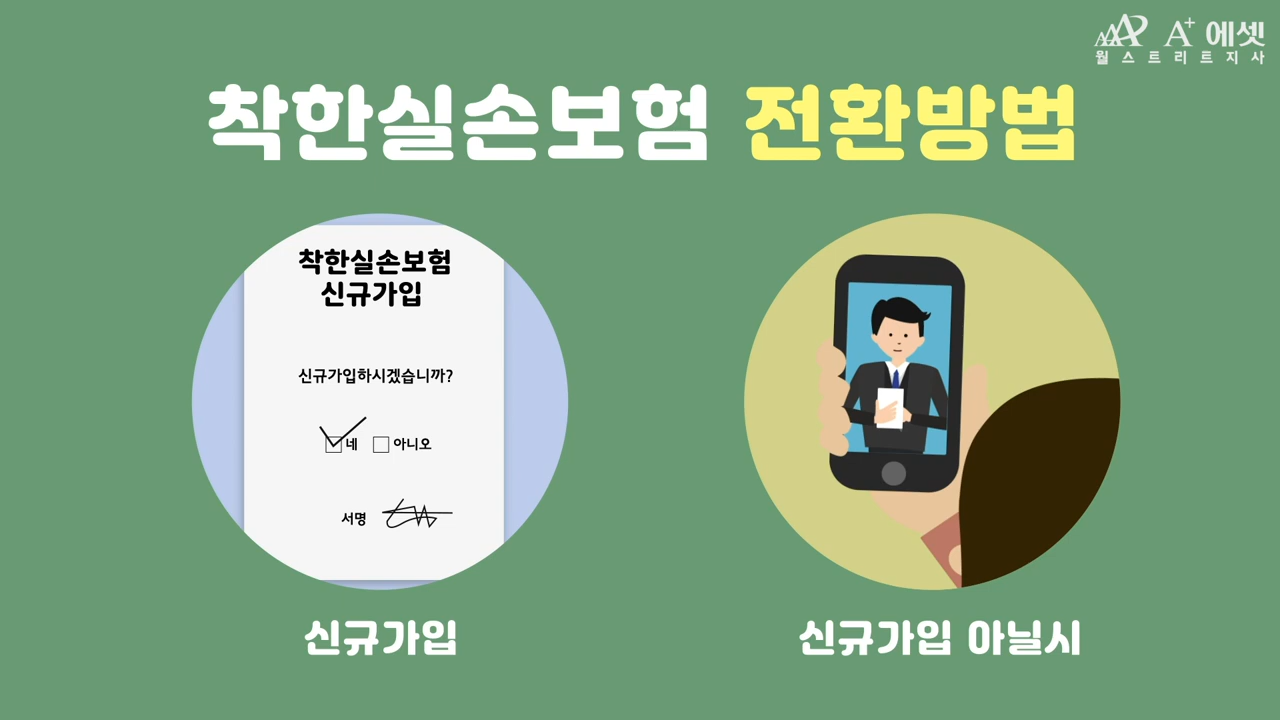 A+ 에셋
월스트리트지사
착한실손보험 전환방법
착한실손보험
신규가입
신규가입하시겠습니까?
네 아니오
서명
신규가입
신규가입 아닐시